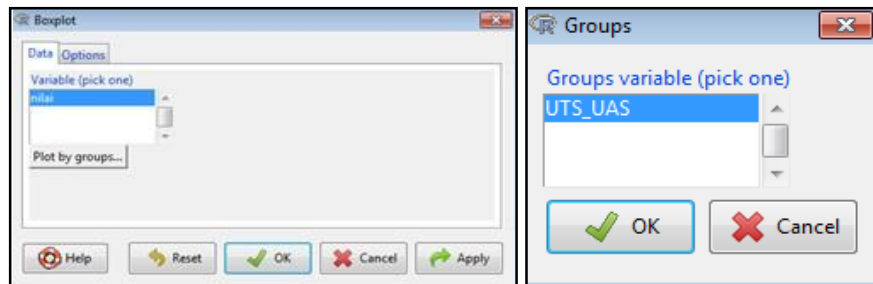 Boxplot
Data Options
Variable (pick one)
nilai
Plot by groups...
Help Reset OK Cancel Apply
Groups
Groups variable (pick one)
UTS_UAS
OK Cancel